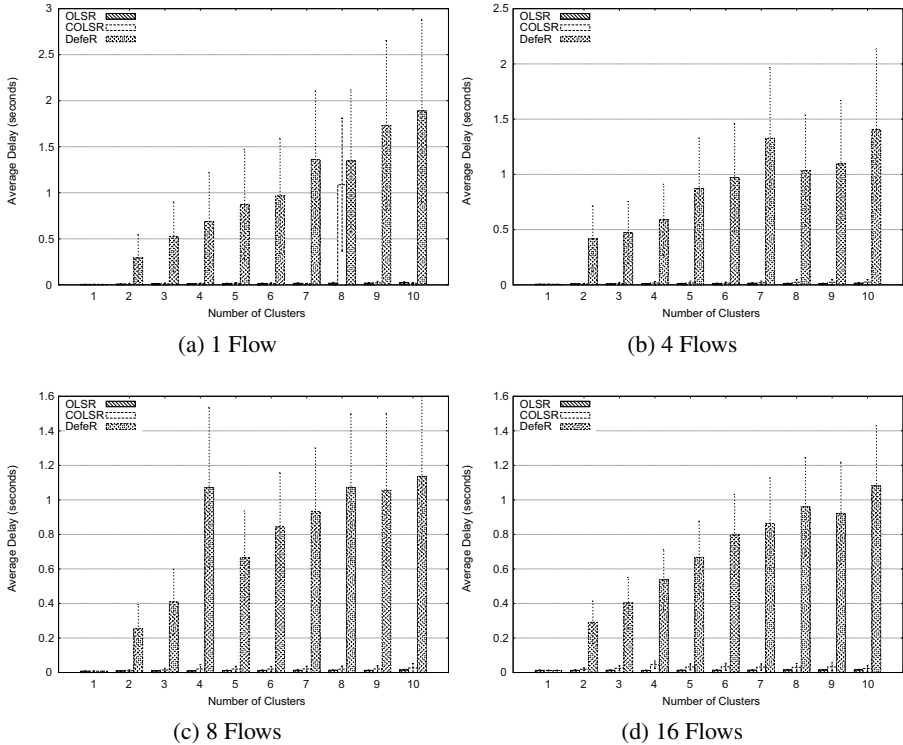 OLSR
COLSR
DefeR
3
2.5
2
1.5
1
0.5
0
Average Delay (seconds)
1 2 3 4 5 6 7 8 9 10
Number of Clusters
(a) 1 Flow
OLSR
COLSR
DefeR
2.5
2
1.5
1
0.5
0
Average Delay (seconds)
1 2 3 4 5 6 7 8 9 10
Number of Clusters
(b) 4 Flows
OLSR
COLSR
DefeR
1.6
1.4
1.2
1
0.8
0.6
0.4
0.2
0
Average Delay (seconds)
1 2 3 4 5 6 7 8 9 10
Number of Clusters
(c) 8 Flows
OLSR
COLSR
DefeR
1.6
1.4
1.2
1
0.8
0.6
0.4
0.2
0
Average Delay (seconds)
1 2 3 4 5 6 7 8 9 10
Number of Clusters
(d) 16 Flows